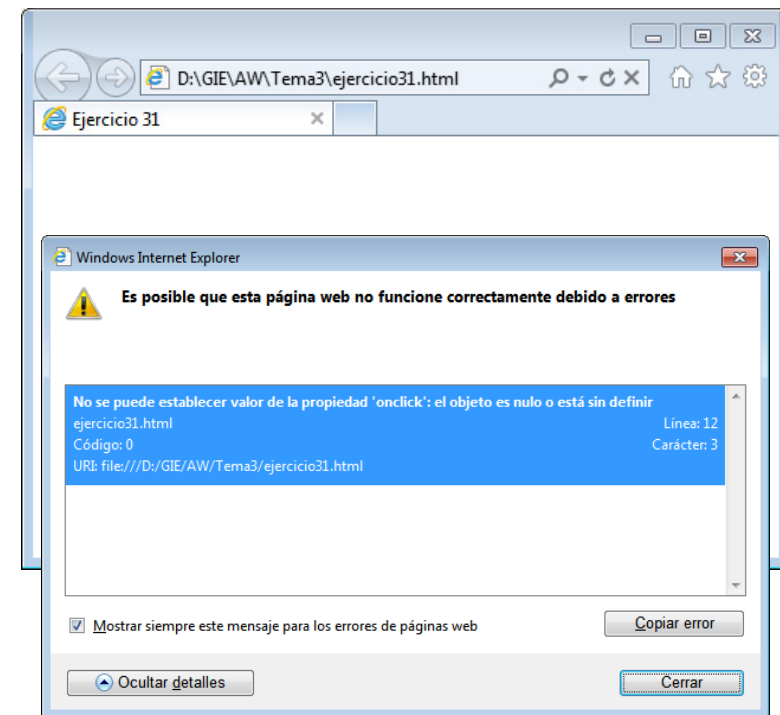 D:\GIE\AW\Tema3\ejercicio31.html
Ejercicio 31
Windows Internet Explorer
Es posible que esta página web no funcione correctamente debido a errores
No se puede establecer valor de la propiedad 'onclick': el objeto es nulo o está sin definir
ejercicio31.html Línea: 12
Código: 0 Carácter: 3
URI: file:///D:/GIE/AW/Tema3/ejercicio31.html
Mostrar siempre este mensaje para los errores de páginas web Copiar error
Ocultar detalles Cerrar